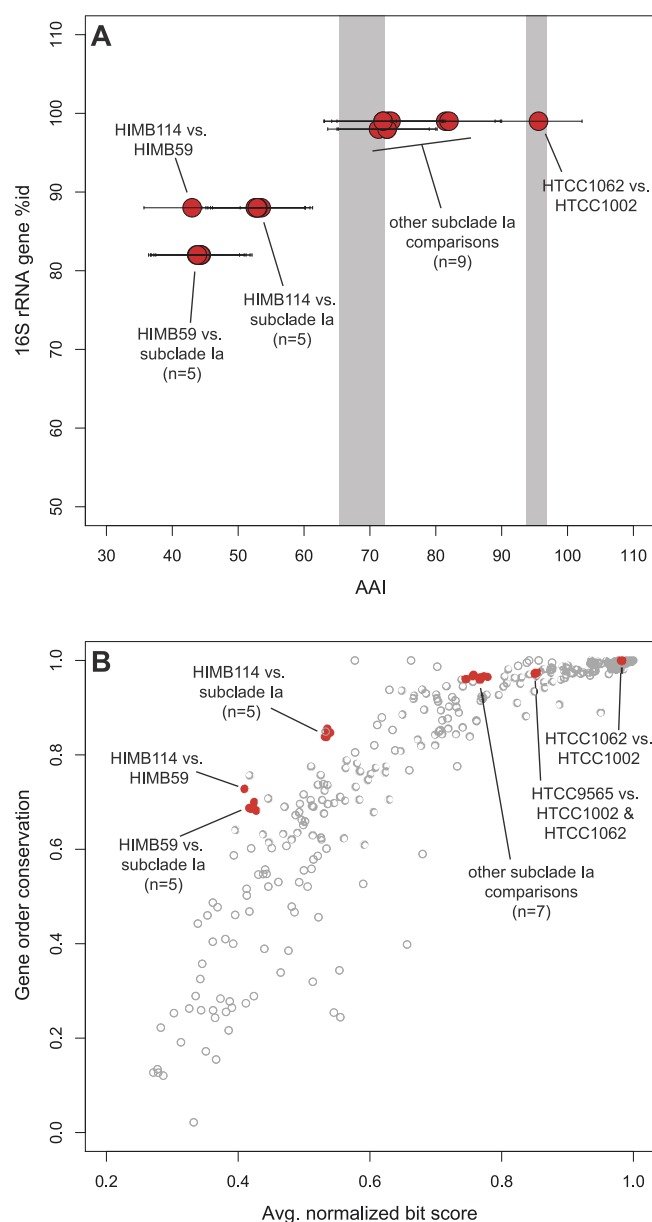 A
110
100
90
80
70
60
50
16S rRNA gene %id
HIMB114 vs.
HIMB59
HIMB59 vs.
subclade Ia
(n=5)
HIMB114 vs.
subclade Ia
(n=5)
other subclade Ia
comparisons
(n=9)
HTCC1062 vs.
HTCC1002
30 40 50 60 70 80 90 100 110
AAI
B
1.0
0.8
0.6
0.4
0.2
0.0
Gene order conservation
HIMB114 vs.
subclade Ia
(n=5)
HIMB114 vs.
HIMB59
HIMB59 vs.
subclade Ia
(n=5)
HTCC1062 vs.
HTCC1002
HTCC9565 vs.
HTCC1002 &
HTCC1062
other subclade Ia
comparisons
(n=7)
0.2 0.4 0.6 0.8 1.0
Avg. normalized bit score